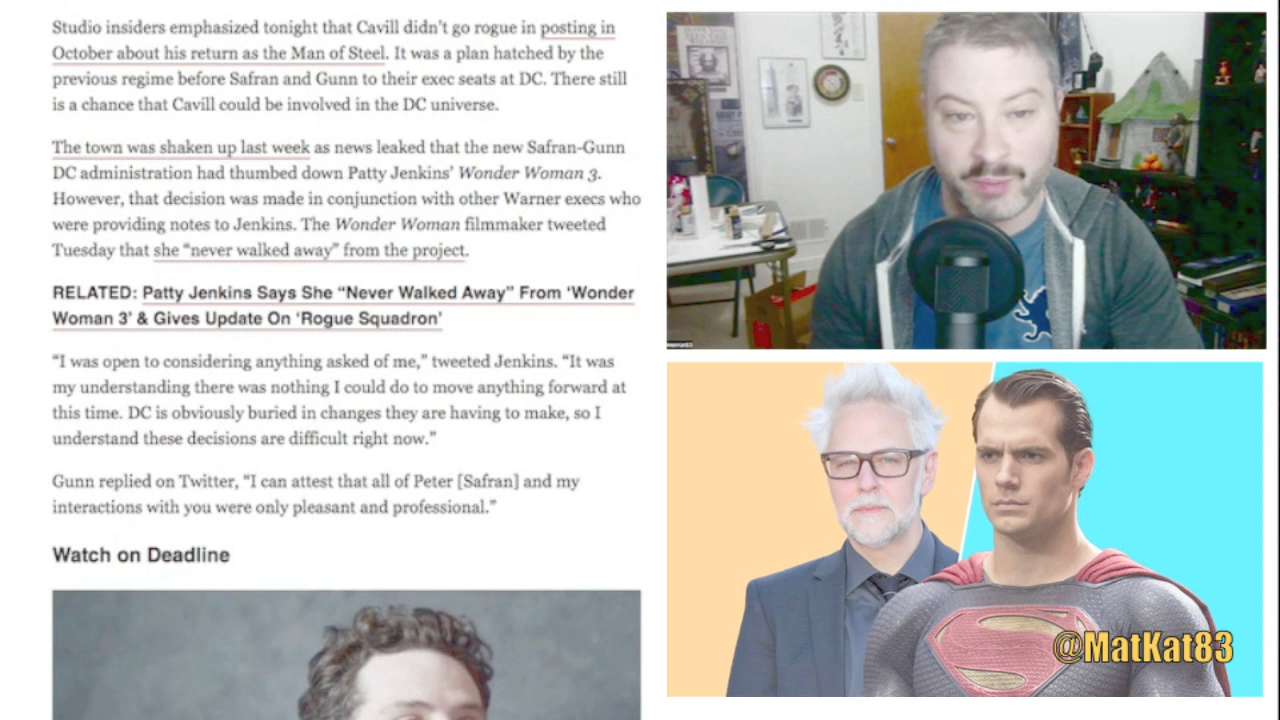 Studio insiders emphasized tonight that Cavill didn't go rogue in posting in
October about his return as the Man of Steel. It was a plan hatched by the
previous regime before Safran and Gunn to their exec seats at DC. There still
is a chance that Cavill could be involved in the DC universe.
The town was shaken up last week as news leaked that the new Safran-Gunn
DC administration had thumbed down Patty Jenkins' Wonder Woman 3.
However, that decision was made in conjunction with other Warner execs who
were providing notes to Jenkins. The Wonder Woman filmmaker tweeted
Tuesday that she “never walked away” from the project.
RELATED: Patty Jenkins Says She “Never Walked Away” From ‘Wonder
Woman 3’ & Gives Update On ‘Rogue Squadron’
“I was open to considering anything asked of me,” tweeted Jenkins. “It was
my understanding there was nothing I could do to move anything forward at
this time. DC is obviously buried in changes they are having to make, so I
understand these decisions are difficult right now.”
Gunn replied on Twitter, “I can attest that all of Peter [Safran] and my
interactions with you were only pleasant and professional.”
Watch on Deadline
@MatKat83